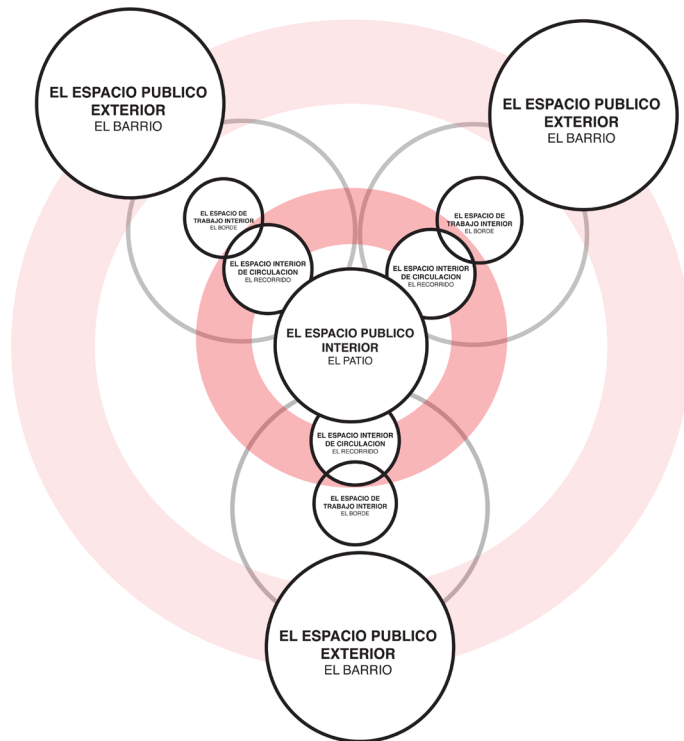 EL ESPACIO PUBLICO
EXTERIOR
EL BARRIO
EL ESPACIO PUBLICO
EXTERIOR
EL BARRIO
EL ESPACIO DE
TRABAJO INTERIOR
EL BORDE
EL ESPACIO DE
TRABAJO INTERIOR
EL BORDE
EL ESPACIO INTERIOR
DE CIRCULACION
EL RECORRIDO
EL ESPACIO INTERIOR
DE CIRCULACION
EL RECORRIDO
EL ESPACIO PUBLICO
INTERIOR
EL PATIO
EL ESPACIO INTERIOR
DE CIRCULACION
EL RECORRIDO
EL ESPACIO DE
TRABAJO INTERIOR
EL BORDE
EL ESPACIO PUBLICO
EXTERIOR
EL BARRIO